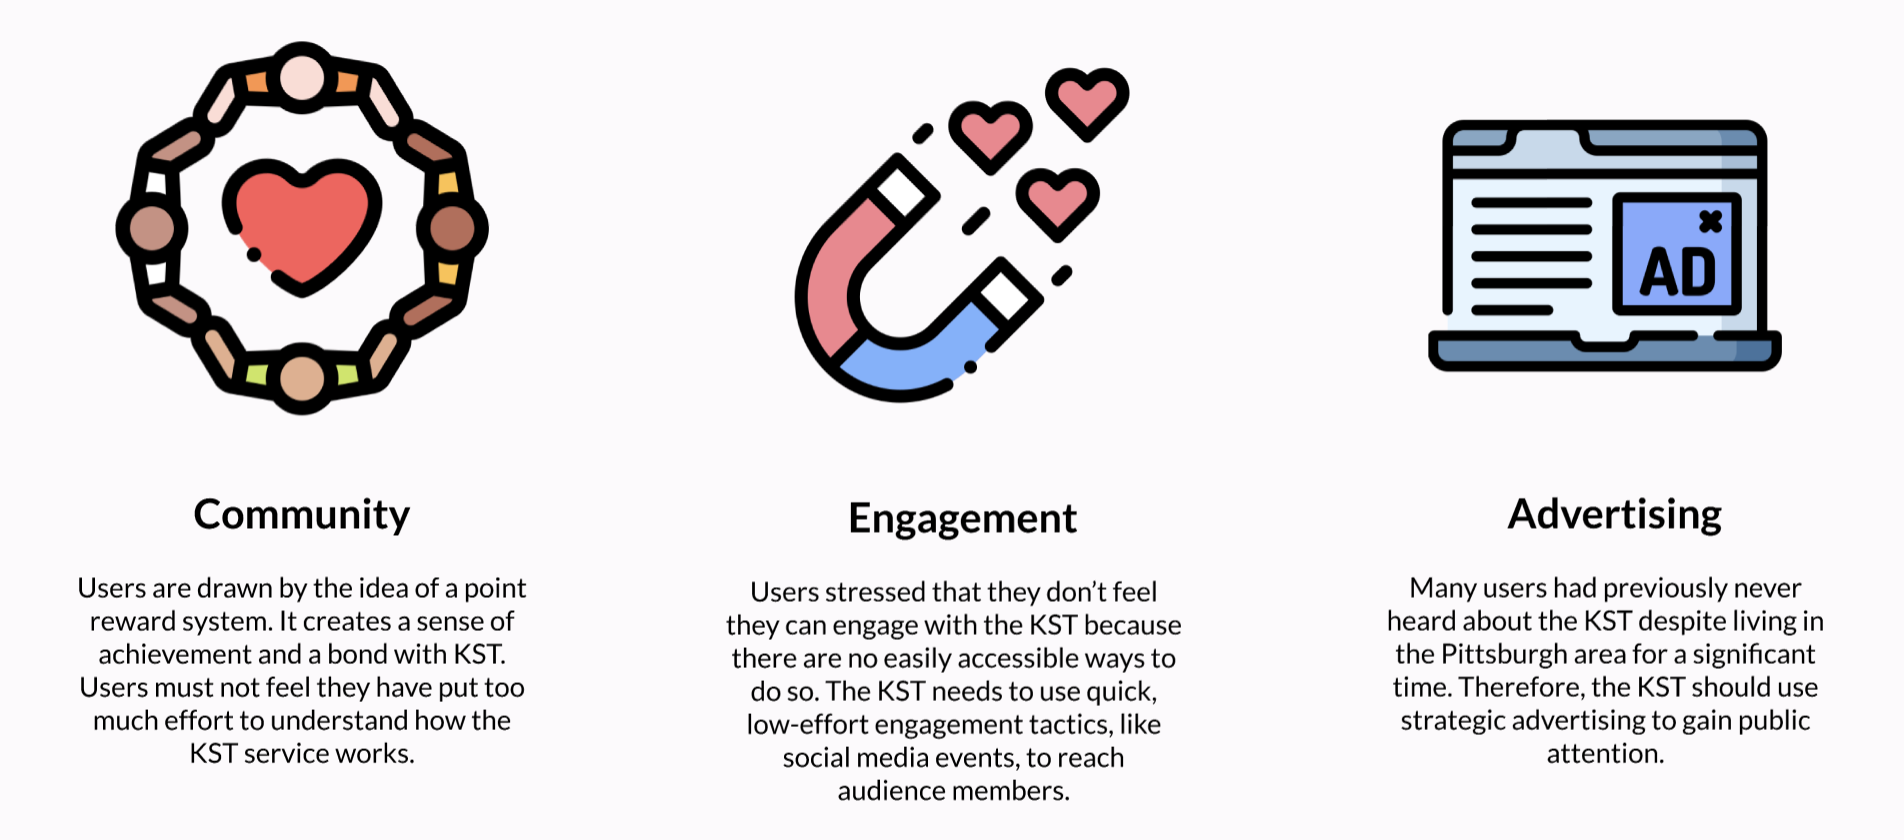 AD
Community
Users are drawn by the idea of a point
reward system. It creates a sense of
achievement and a bond with KST.
Users must not feel they have put too
much effort to understand how the
KST service works.
Engagement
Users stressed that they don’t feel
they can engage with the KST because
there are no easily accessible ways to
do so. The KST needs to use quick,
low-effort engagement tactics, like
social media events, to reach
audience members.
Advertising
Many users had previously never
heard about the KST despite living in
the Pittsburgh area for a significant
time. Therefore, the KST should use
strategic advertising to gain public
attention.